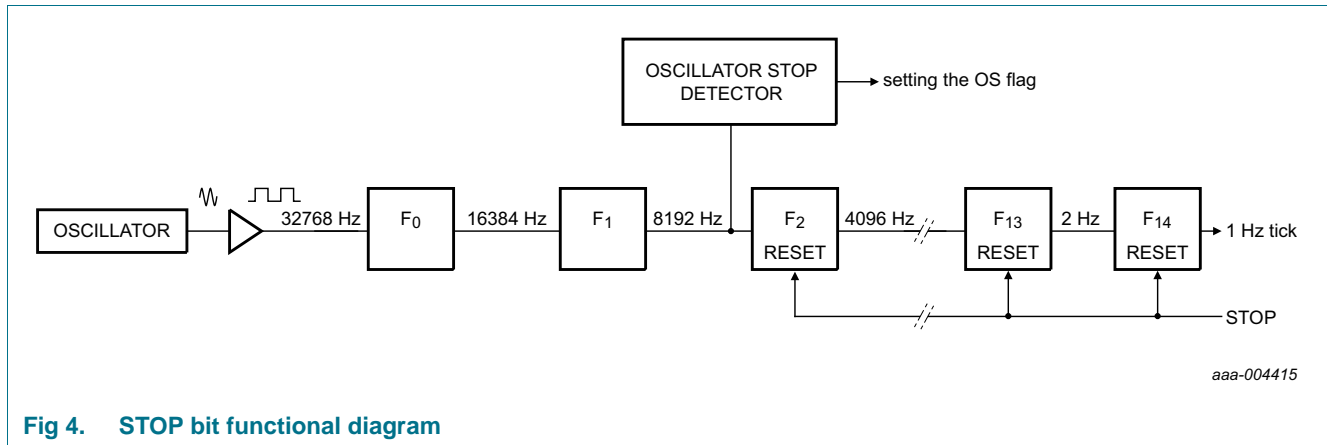 OSCILLATOR STOP
DETECTOR
setting the OS flag
OSCILLATOR
32768 Hz
F0
16384 Hz
F1
8192 Hz
F2
RESET
4096 Hz
F13
RESET
2 Hz
F14
RESET
1 Hz tick
STOP
aaa-004415
Fig 4. STOP bit functional diagram